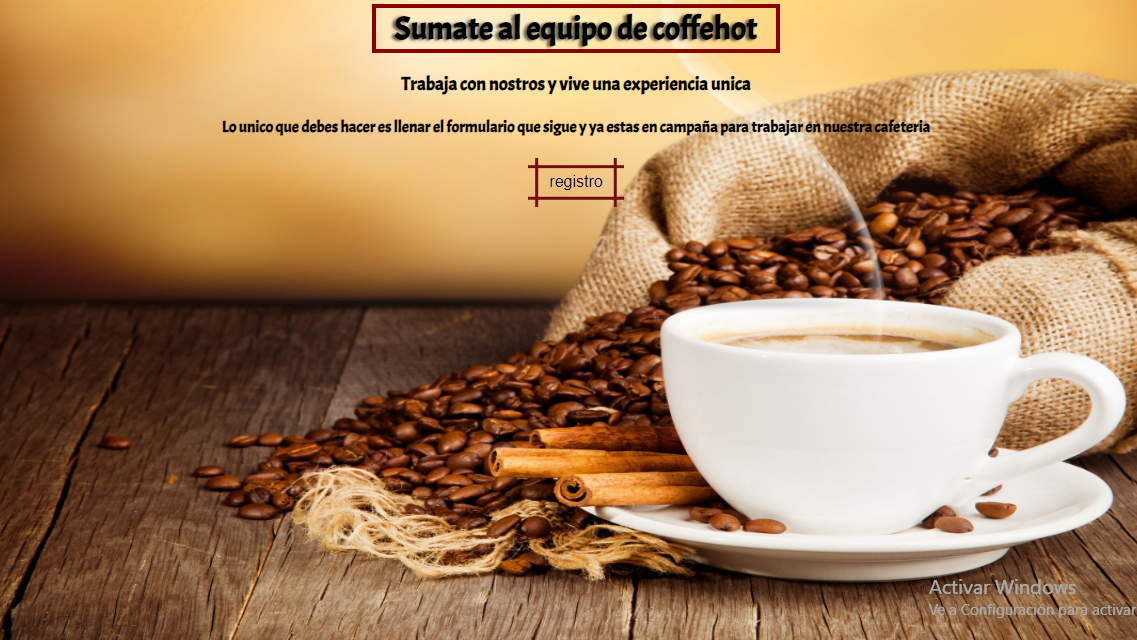 Sumate al equipo de coffehot
Trabaja con nostros y vive una experiencia unica
Lo unico que debes hacer es llenar el formulario que sigue y ya estas en campaña para trabajar en nuestra cafeteria
registro
Activar Windows
Ve a Configuración para activar